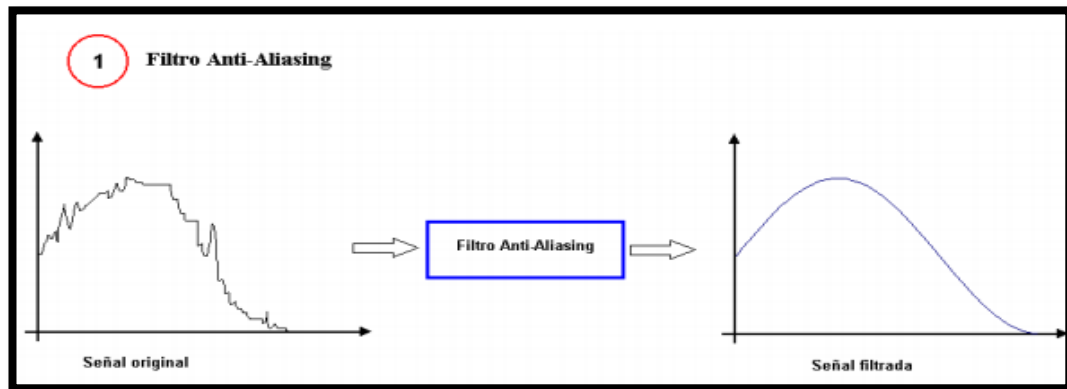 1 Filtro Anti-Aliasing
Filtro Anti-Aliasing
Señal original
Señal filtrada